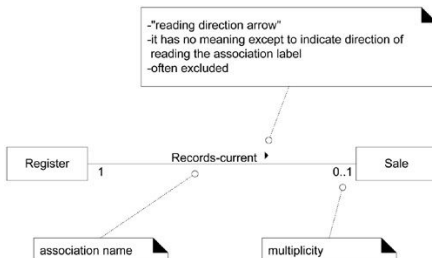 -"reading direction arrow"
-it has no meaning except to indicate direction of
reading the association label
-often excluded
Register
1
Records-current
0..1
Sale
association name
multiplicity